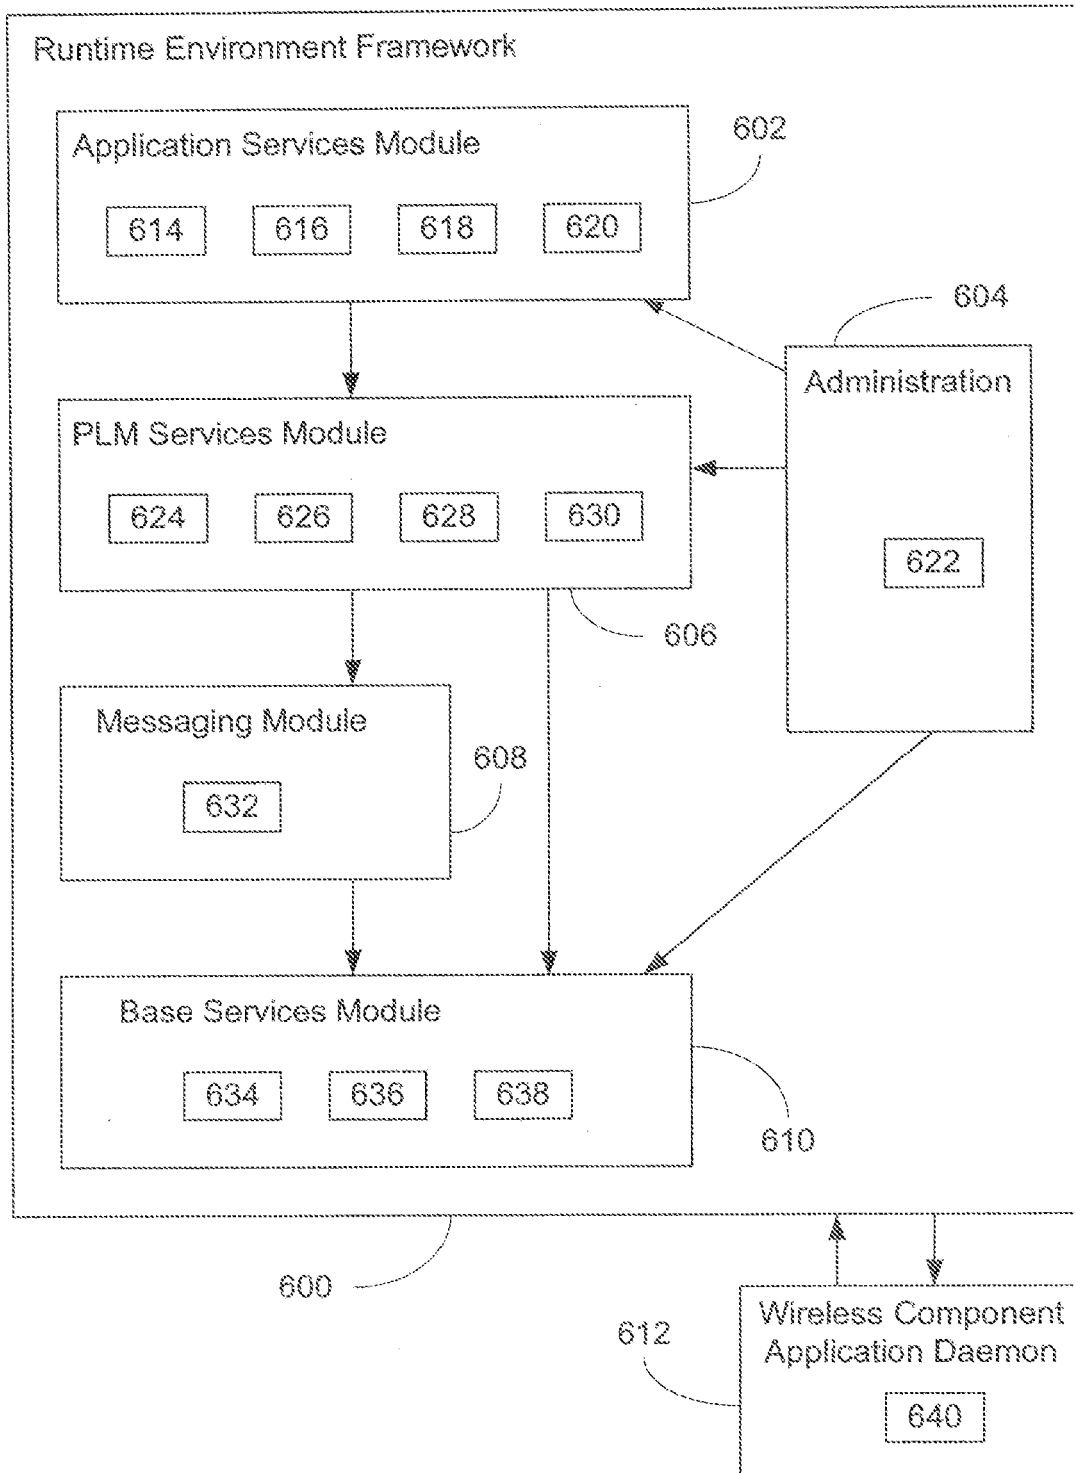 Runtime Environment Framework
Application Services Module
602
614 616 618 620
604
Administration
PLM Services Module
624 626 628 630
622
606
Messaging Module
608
632
Base Services Module
634 636 638
610
600
612
Wireless Component
Application Daemon
640